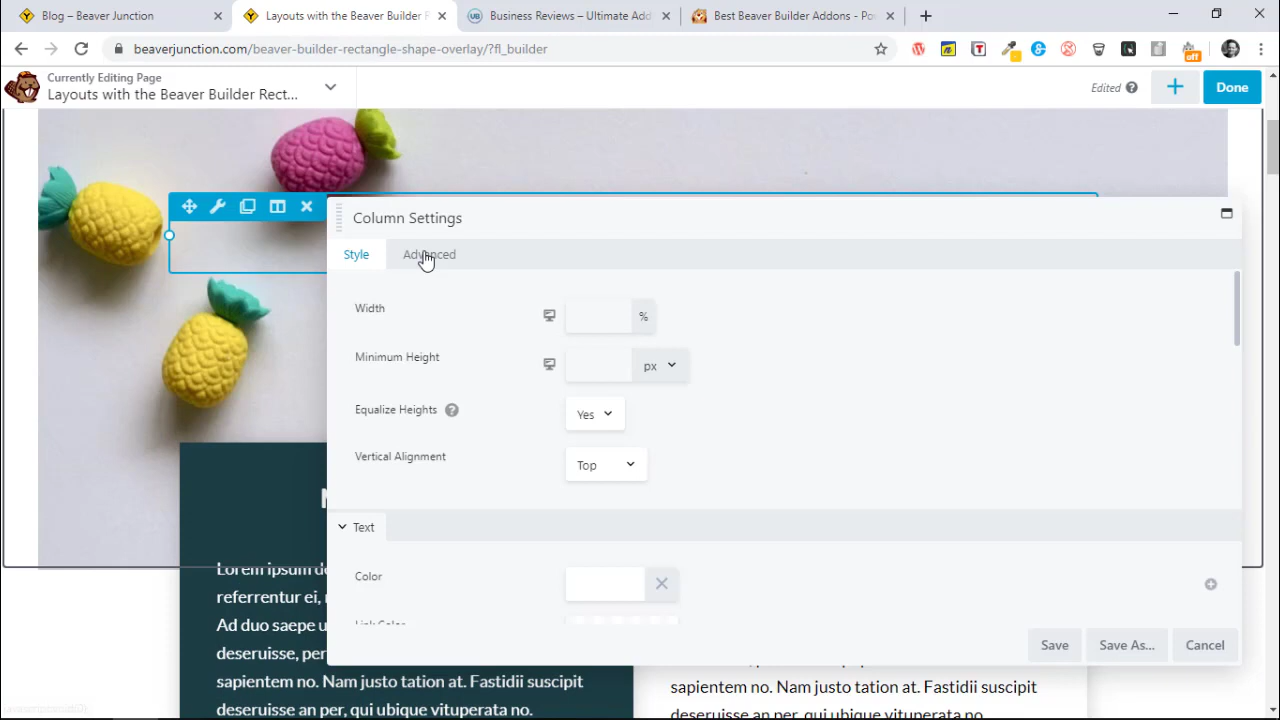 Blog – Beaver Junction
Layouts with the Beaver Builder R
Business Reviews – Ultimate Add
Best Beaver Builder Addons - Po
beaverjunction.com/beaver-builder-rectangle-shape-overlay/?fl_builder
off
Currently Editing Page
Layouts with the Beaver Builder Rect...
Edited
Done
Column Settings
Style
Advanced
Width
%
Minimum Height
px
Equalize Heights
Yes
Vertical Alignment
Top
Text
Color
Link Color
Save
Save As...
Cancel
Lorem ipsum d
referrentur ei,
Ad duo saepe u
deseruisse, per
sapientem no. Nam justo tation at. Fastidii suscipit
deseruisse an per, qui ubique vituperata no.
sapientem no. Nam justo tation at. Fastidii suscipit
deseruisse an per, qui ubique vituperata no.